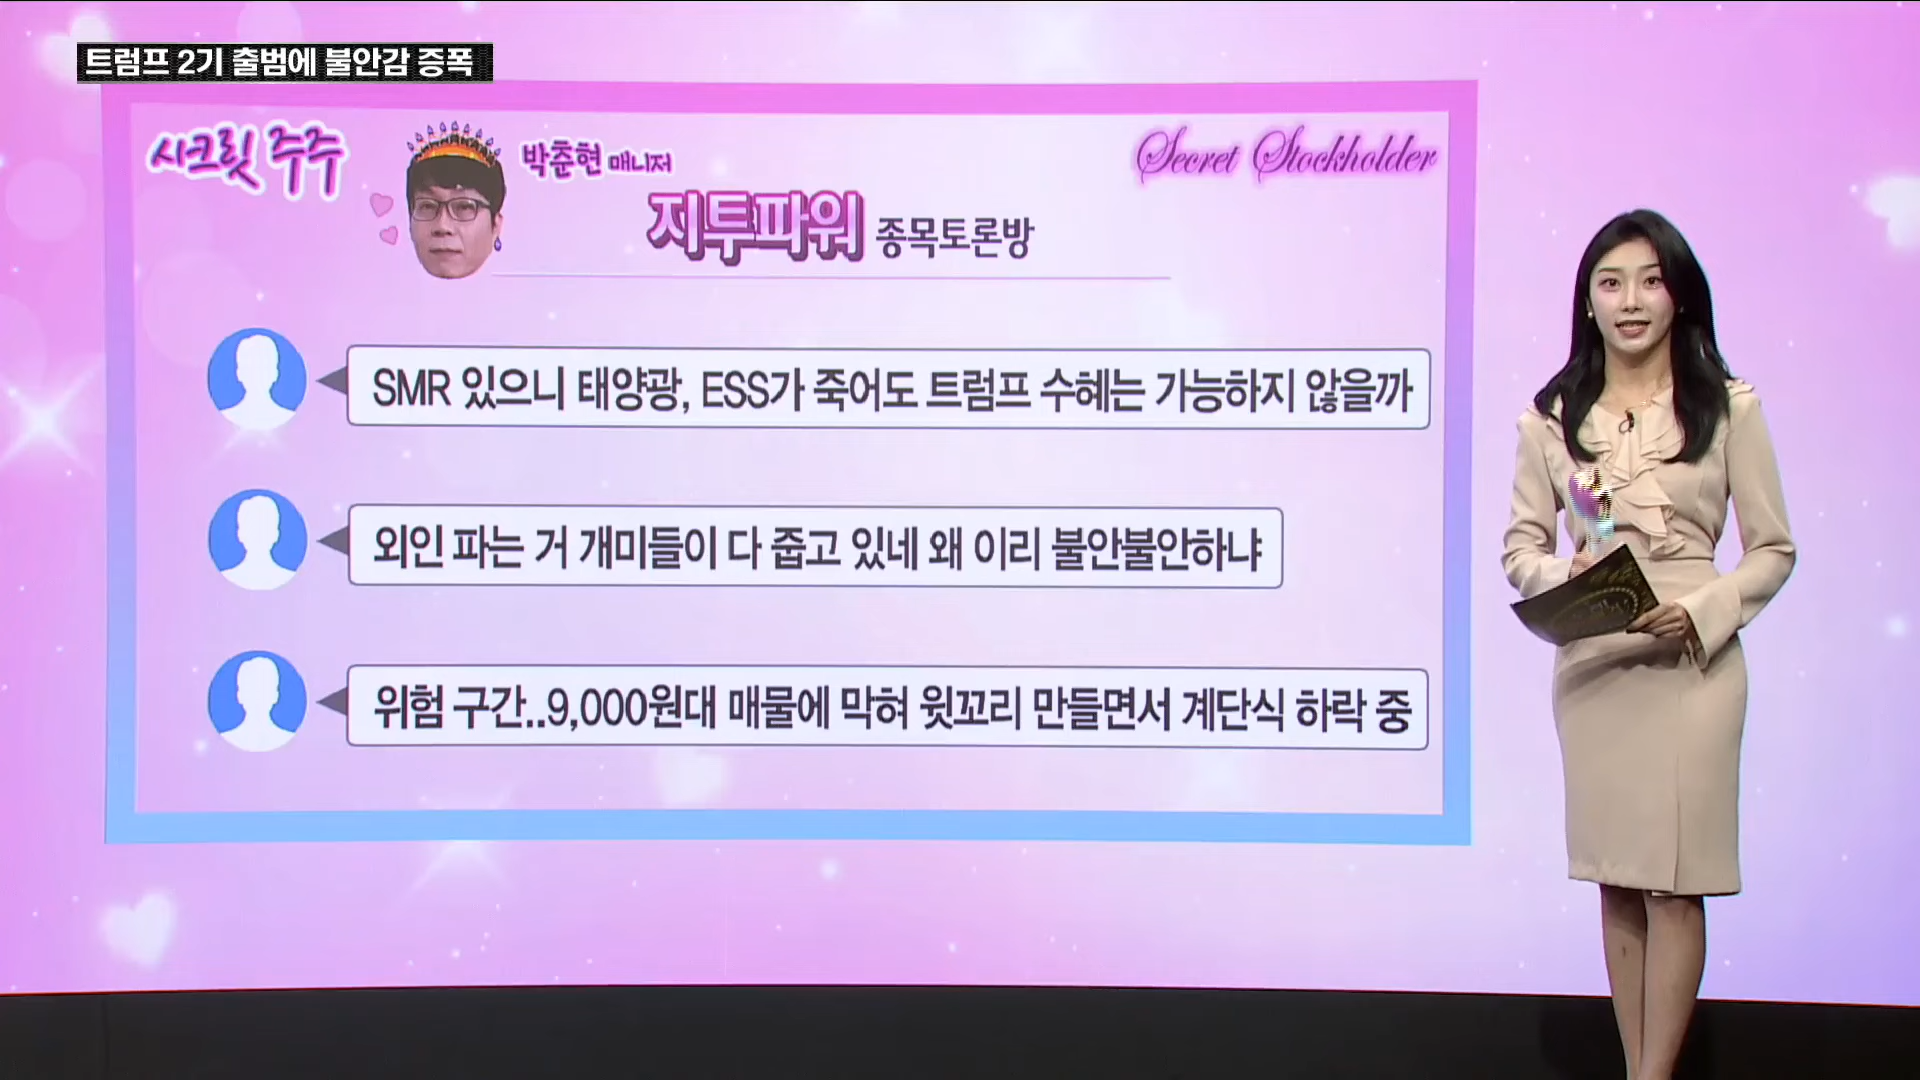 트럼프 2기 출범에 불안감 증폭
시크릿 주주
박춘현 매니저
Secret Stockholder
지투파워 종목토론방
SMR 있으니 태양광, ESS가 죽어도 트럼프 수혜는 가능하지 않을까
외인 파는 거 개미들이 다 줍고 있네 왜 이리 불안불안하냐
위험 구간..9,000원대 매물에 막혀 윗꼬리 만들면서 계단식 하락 중